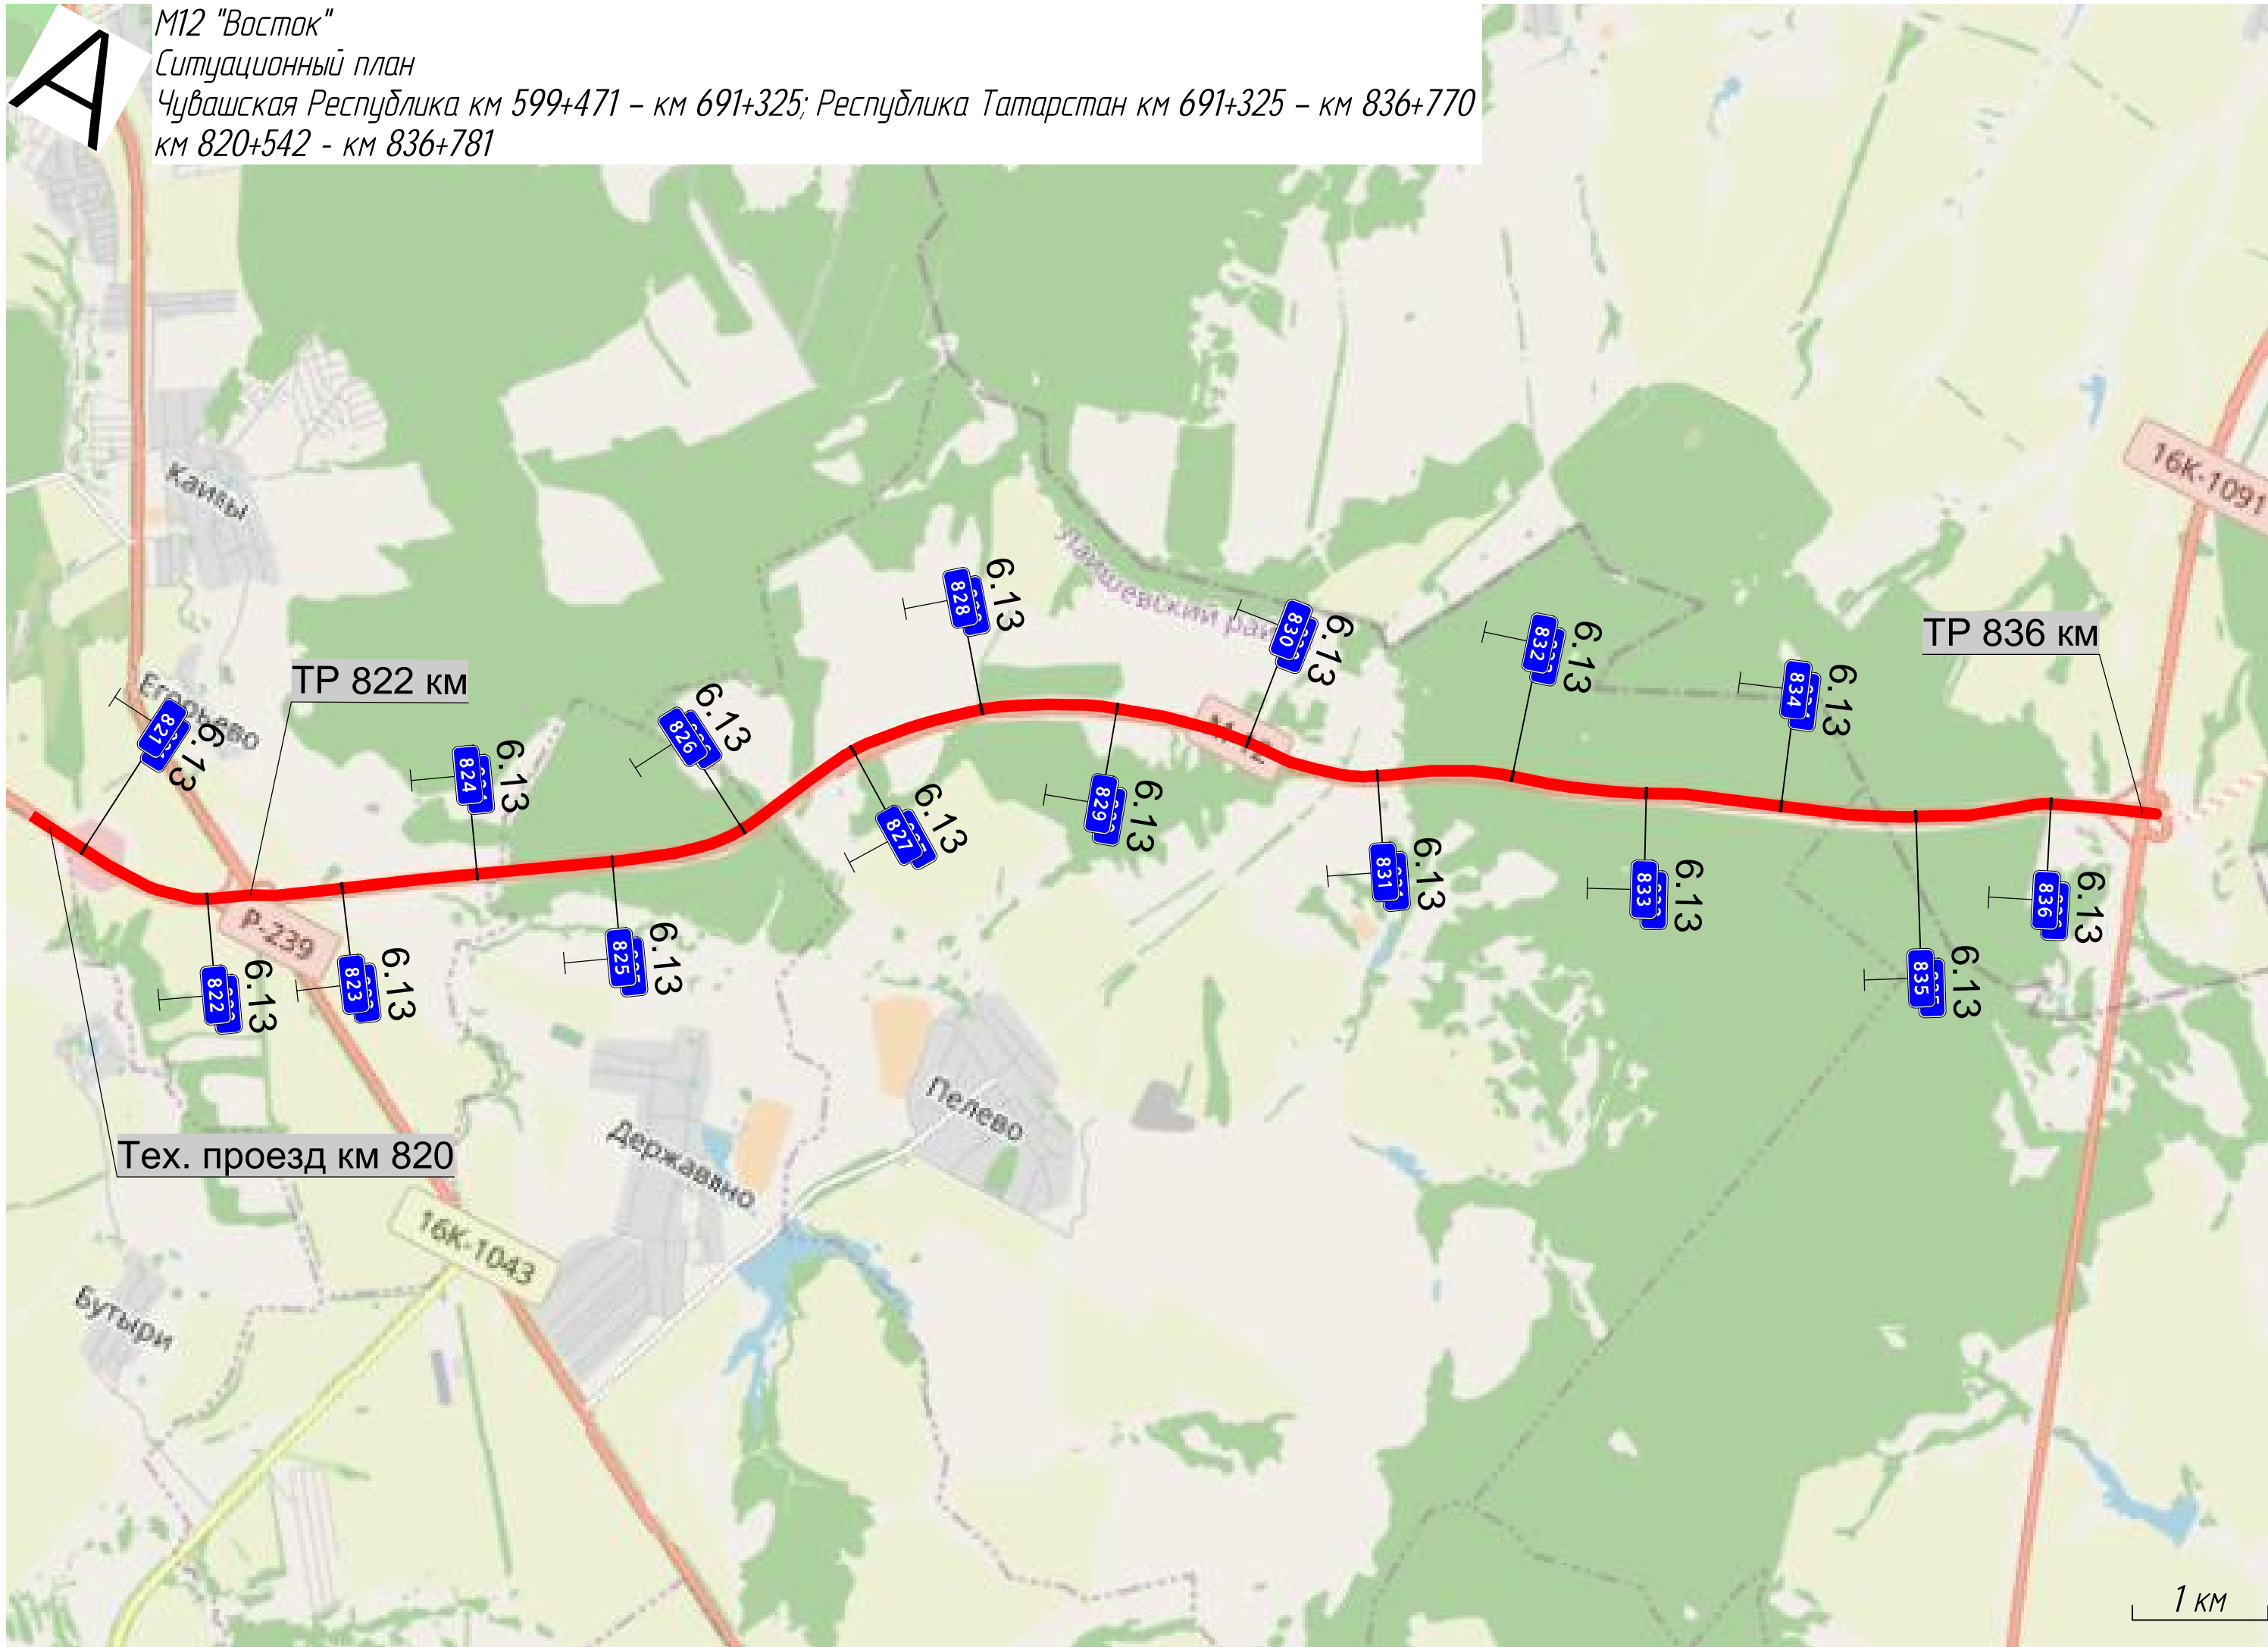 М12 "Восток"
Ситуационный план
Чувашская Республика км 599+471 – км 691+325; Республика Татарстан км 691+325 – км 836+770
км 820+542 - км 836+781
16К-1091
Каипы
6.13
828
Лаишевский рай
830
6.13
832
6.13
ТР 836 км
Егорьево
ТР 822 км
821
6.13
824
6.13
826
6.13
834
6.13
М-12
827
6.13
829
6.13
831
6.13
833
6.13
836
6.13
Р-239
822
6.13
823
6.13
825
6.13
835
6.13
Тех. проезд км 820
Державино
Пелево
16К-1043
Бутыри
1 км